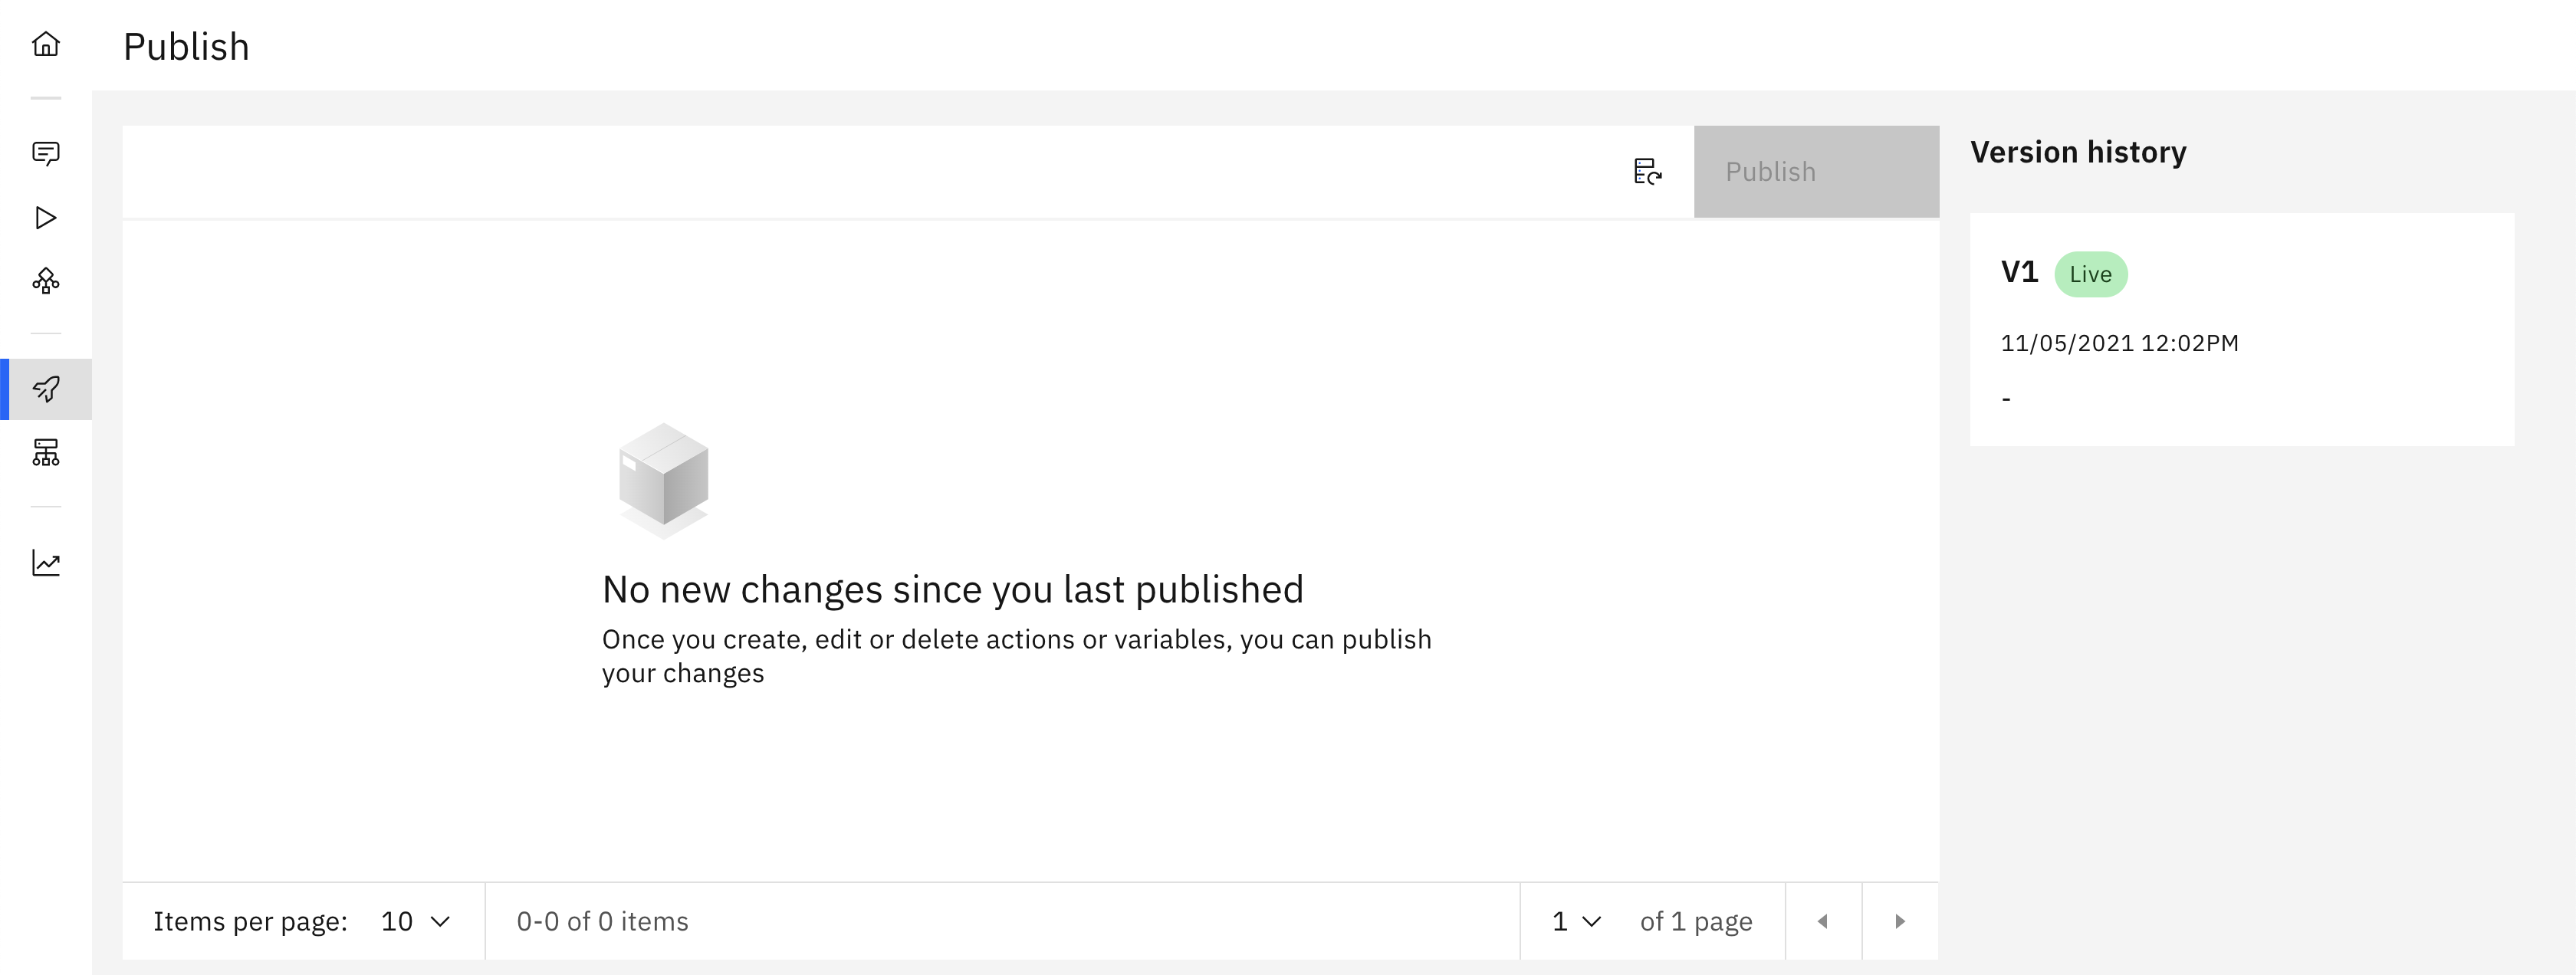 Publish
Publish
Version history
V1 Live
11/05/2021 12:02PM
-
No new changes since you last published
Once you create, edit or delete actions or variables, you can publish
your changes
Items per page: 10 0-0 of 0 items 1 of 1 page